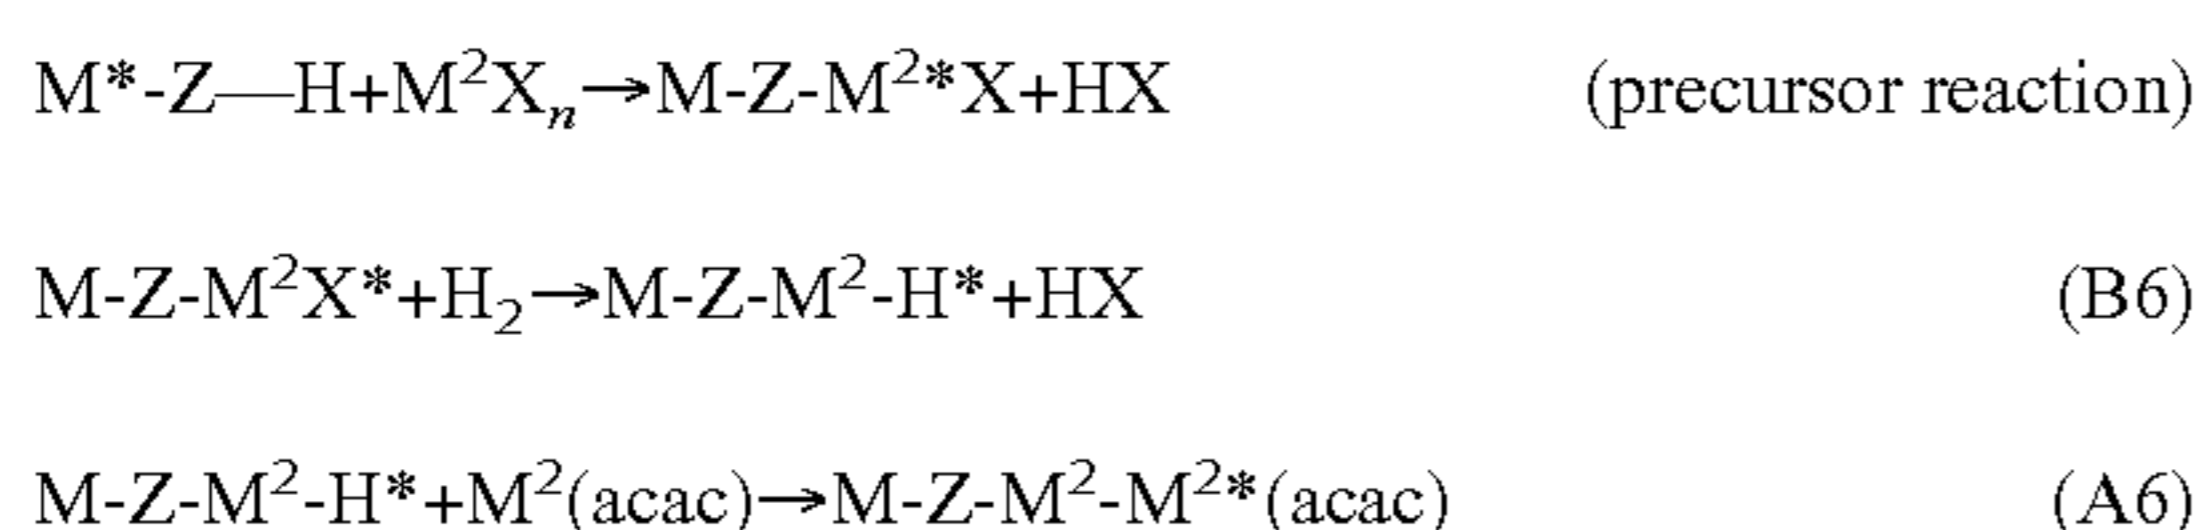 M*-Z—H+M²Xₙ→M-Z-M²*X+HX (precursor reaction)
M-Z-M²X*+H₂→M-Z-M²-H*+HX (B6)
M-Z-M²-H*+M²(acac)→M-Z-M²-M²*(acac) (A6)